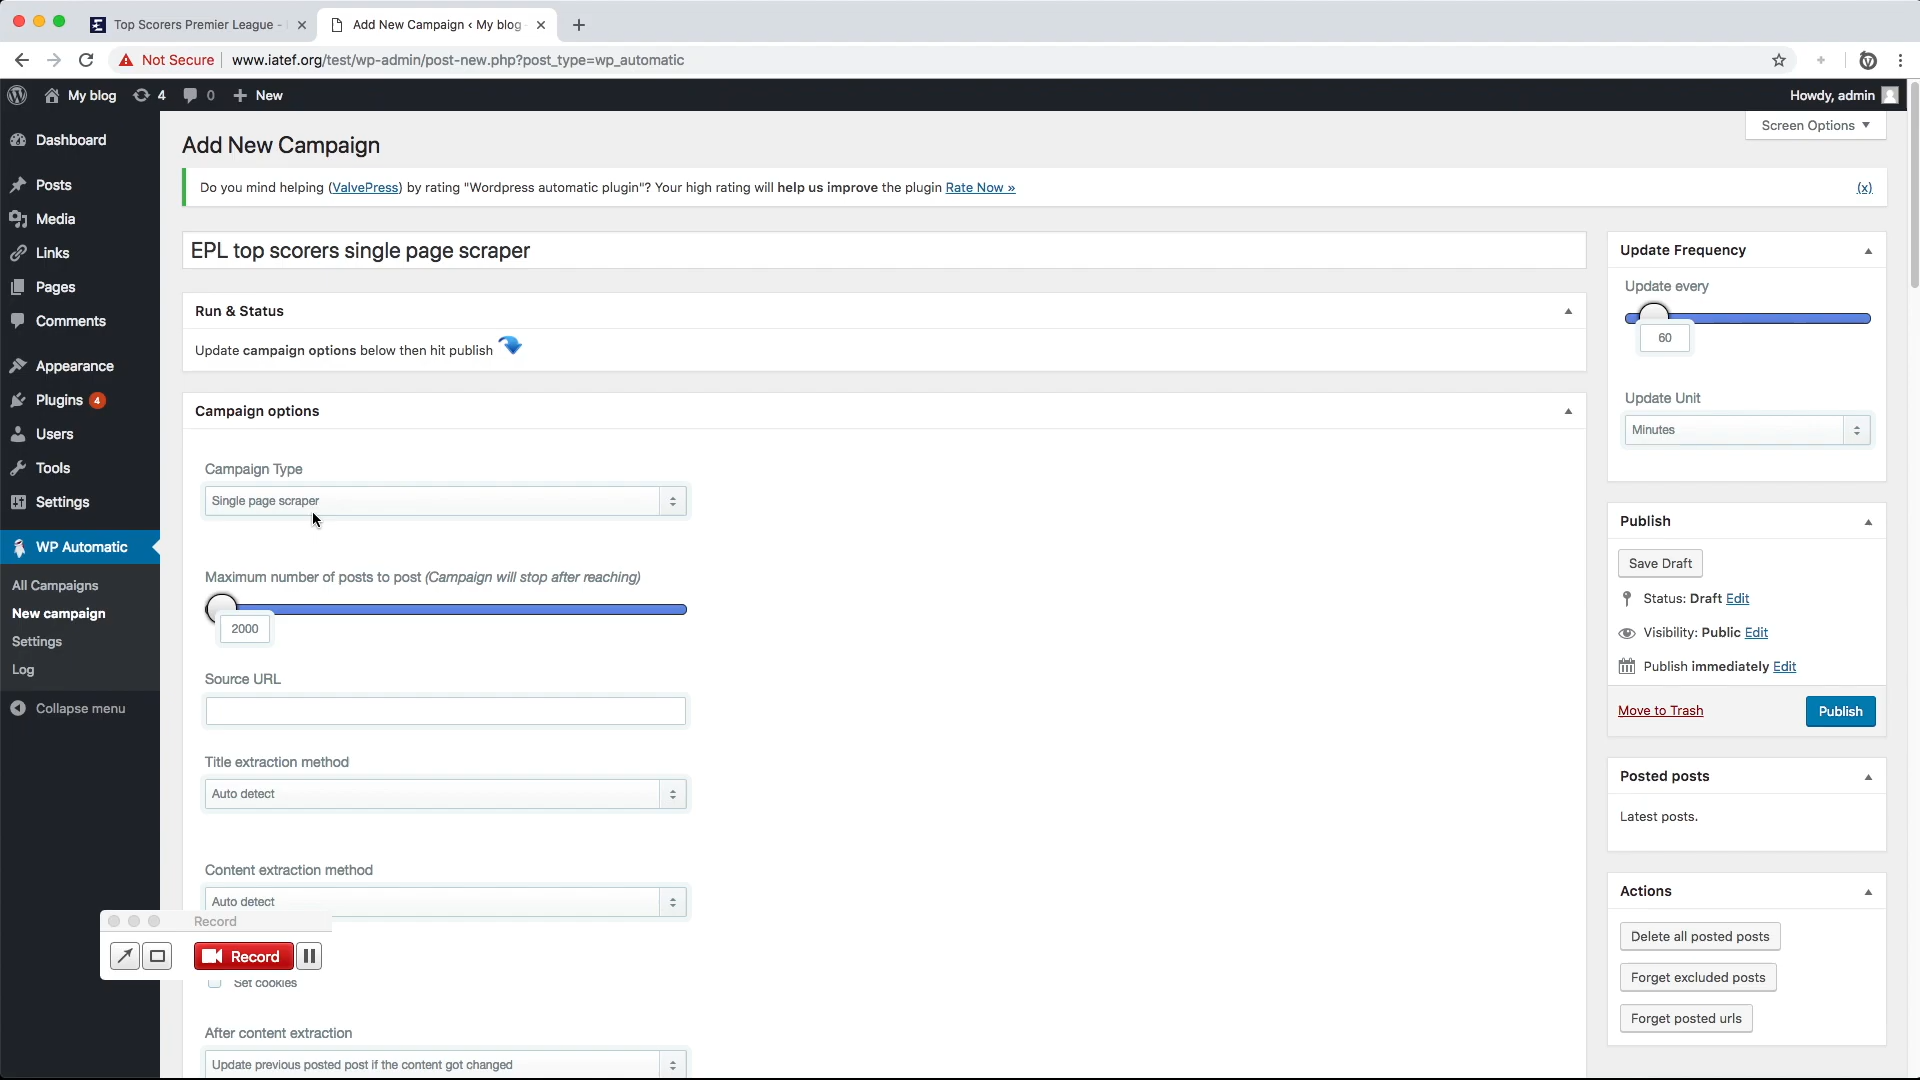 Top Scorers Premier League -
Add New Campaign ‹ My blog
Not Secure
www.iatef.org/test/wp-admin/post-new.php?post_type=wp_automatic
My blog
4
0
New
Howdy, admin
Screen Options
Dashboard
Posts
Media
Links
Pages
Comments
Appearance
Plugins 4
Users
Tools
Settings
WP Automatic
All Campaigns
New campaign
Settings
Log
Collapse menu
Add New Campaign
Do you mind helping (ValvePress) by rating "Wordpress automatic plugin"? Your high rating will help us improve the plugin Rate Now »
(x)
EPL top scorers single page scraper
Run & Status
Update campaign options below then hit publish
Campaign options
Campaign Type
Single page scraper
Maximum number of posts to post (Campaign will stop after reaching)
2000
Source URL
Title extraction method
Auto detect
Content extraction method
Auto detect
Record
Record
Set cookies
After content extraction
Update previous posted post if the content got changed
Update Frequency
Update every
60
Update Unit
Minutes
Publish
Save Draft
Status: Draft Edit
Visibility: Public Edit
Publish immediately Edit
Move to Trash
Publish
Posted posts
Latest posts.
Actions
Delete all posted posts
Forget excluded posts
Forget posted urls